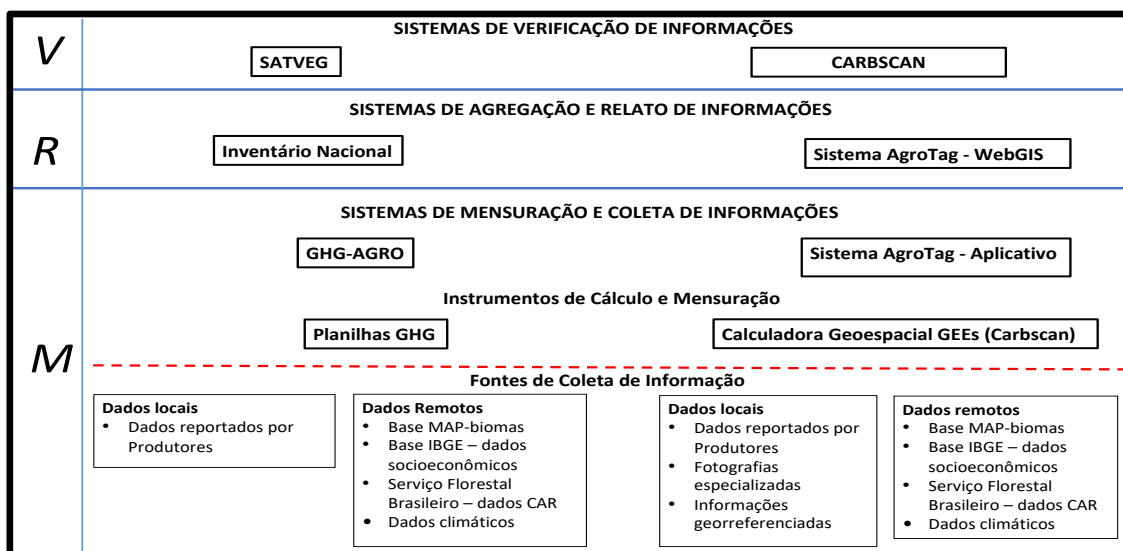 V
SISTEMAS DE VERIFICAÇÃO DE INFORMAÇÕES
SATVEG
CARBSCAN
R
SISTEMAS DE AGREGAÇÃO E RELATO DE INFORMAÇÕES
Inventário Nacional
Sistema AgroTag - WebGIS
M
SISTEMAS DE MENSURAÇÃO E COLETA DE INFORMAÇÕES
GHG-AGRO
Sistema AgroTag - Aplicativo
Instrumentos de Cálculo e Mensuração
Planilhas GHG
Calculadora Geoespacial GEEs (Carbscan)
Fontes de Coleta de Informação
Dados locais
• Dados reportados por
Produtores
Dados Remotos
• Base MAP-biomas
• Base IBGE – dados
socioeconômicos
• Serviço Florestal
Brasileiro – dados CAR
• Dados climáticos
Dados locais
• Dados reportados por
Produtores
• Fotografias
especializadas
• Informações
georreferenciadas
Dados remotos
• Base MAP-biomas
• Base IBGE – dados
socioeconômicos
• Serviço Florestal
Brasileiro – dados CAR
• Dados climáticos